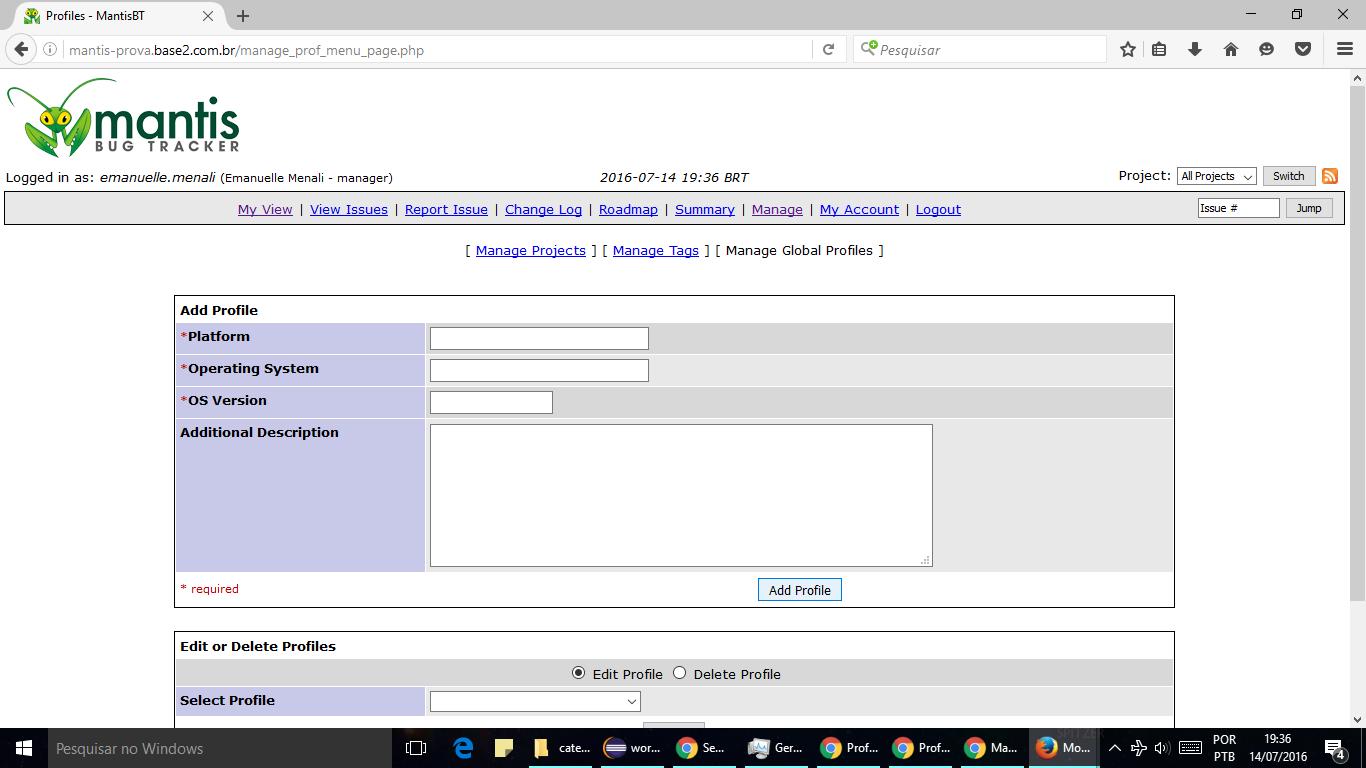 Profiles - MantisBT
mantis-prova.base2.com.br/manage_prof_menu_page.php
Pesquisar
mantis
BUG TRACKER
Logged in as: emanuelle.menali (Emanuelle Menali - manager)
2016-07-14 19:36 BRT
Project: All Projects Switch
My View | View Issues | Report Issue | Change Log | Roadmap | Summary | Manage | My Account | Logout
Issue # Jump
[ Manage Projects ] [ Manage Tags ] [ Manage Global Profiles ]
Add Profile
*Platform
*Operating System
*OS Version
Additional Description
* required
Add Profile
Edit or Delete Profiles
Edit Profile Delete Profile
Select Profile
Pesquisar no Windows
cate...
wor...
Se...
Ger...
Prof...
Prof...
Ma...
Mo...
POR
PTB
19:36
14/07/2016
4